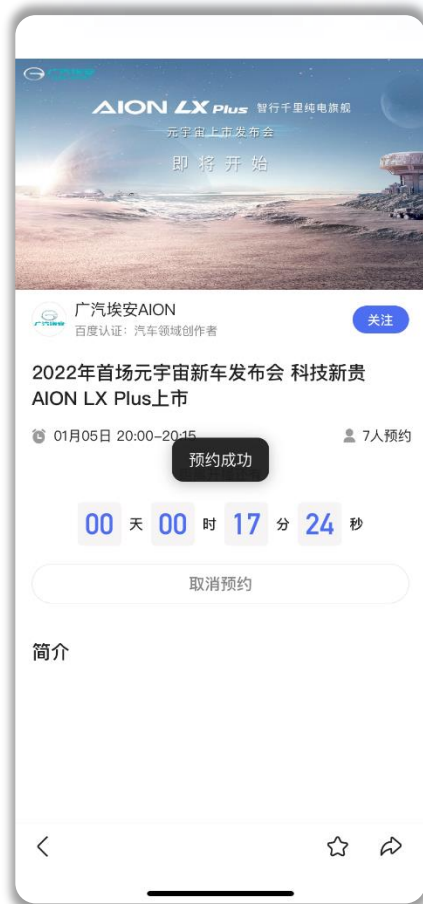 广汽埃安
AION LX Plus 智行千里纯电旗舰
元宇宙上市发布会
即将开始
广汽埃安AION
百度认证：汽车领域创作者
关注
2022年首场元宇宙新车发布会 科技新贵
AION LX Plus上市
01月05日 20:00-20:15
7人预约
预约成功
00 天 00 时 17 分 24 秒
取消预约
简介